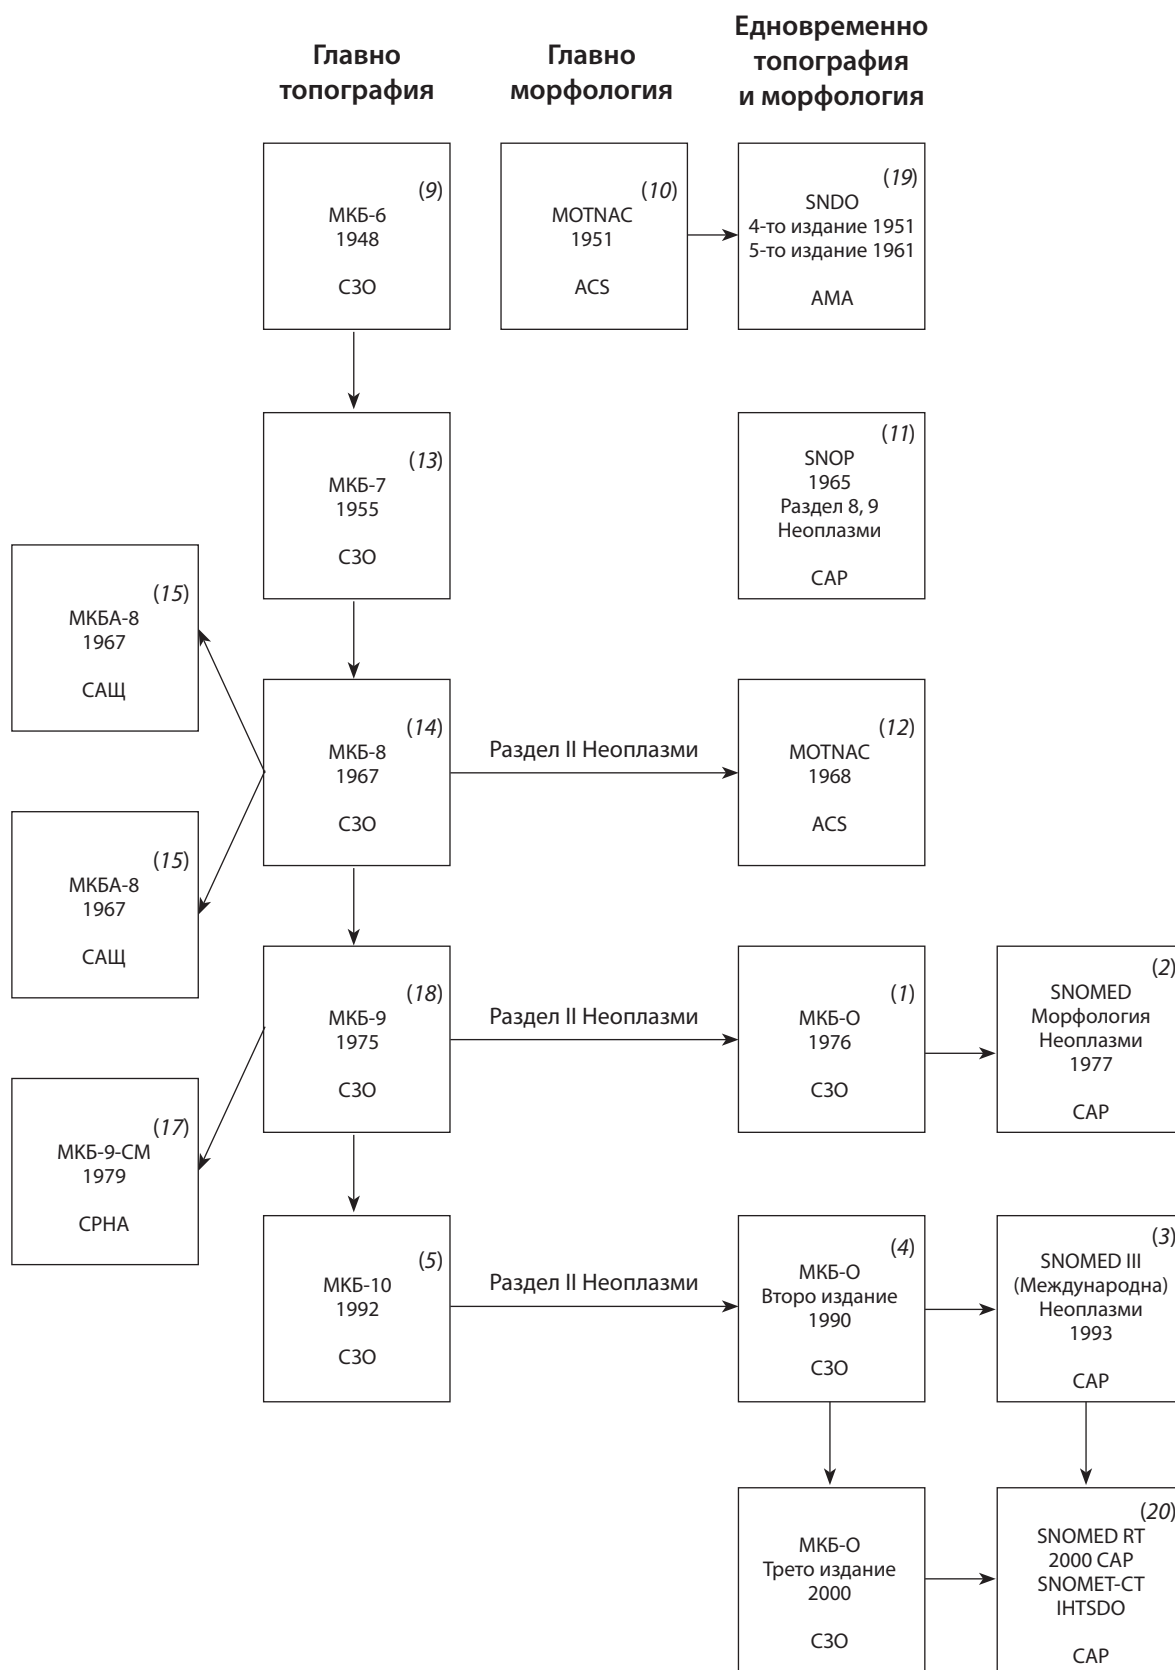 Главно
топография
Главно
морфология
Едновременно
топография
и морфология
(9)
МКБ-6
1948
СЗО
(10)
MOTNAC
1951
ACS
(19)
SNDO
4-то издание 1951
5-то издание 1961
AMA
(13)
МКБ-7
1955
СЗО
(11)
SNOP
1965
Раздел 8, 9
Неоплазми
CAP
(15)
МКБА-8
1967
САЩ
(14)
МКБ-8
1967
СЗО
Раздел II Неоплазми
(12)
MOTNAC
1968
ACS
(15)
МКБА-8
1967
САЩ
(18)
МКБ-9
1975
СЗО
Раздел II Неоплазми
(1)
МКБ-О
1976
СЗО
(2)
SNOMED
Морфология
Неоплазми
1977
CAP
(17)
МКБ-9-СМ
1979
СРНА
(5)
МКБ-10
1992
СЗО
Раздел II Неоплазми
(4)
МКБ-О
Второ издание
1990
СЗО
(3)
SNOMED III
(Международна)
Неоплазми
1993
CAP
МКБ-О
Трето издание
2000
СЗО
(20)
SNOMED RT
2000 CAP
SNOMET-CT
IHTSDO
CAP